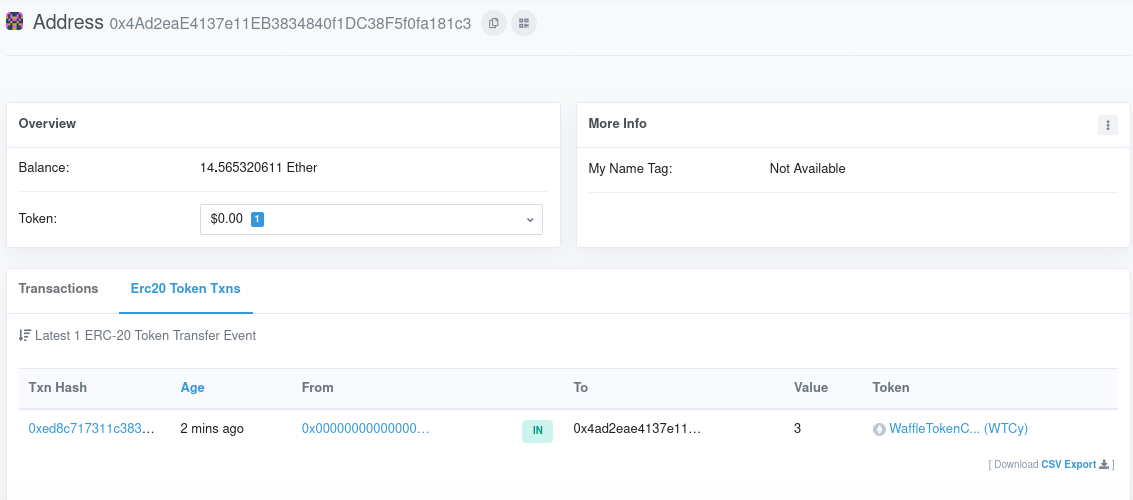 Address 0x4Ad2eaE4137e11EB3834840f1DC38F5f0fa181c3
Overview
Balance: 14.565320611 Ether
Token: $0.00 1
More Info
My Name Tag: Not Available
Transactions Erc20 Token Txns
Latest 1 ERC-20 Token Transfer Event
Txn Hash Age From To Value Token
0xed8c717311c383... 2 mins ago 0x00000000000000... IN 0x4ad2eae4137e11... 3 WaffleTokenC... (WTCy)
[ Download CSV Export ]